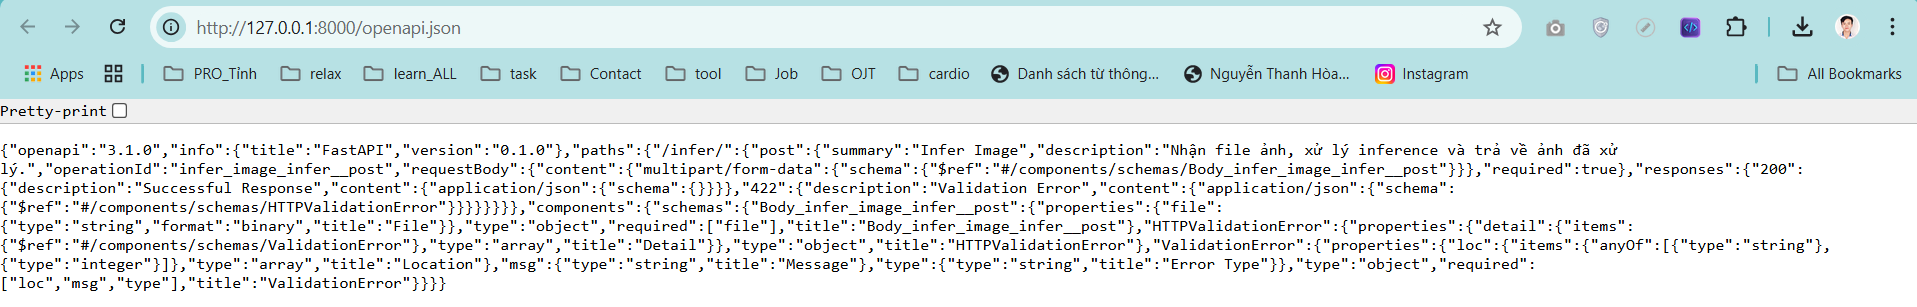 http://127.0.0.1:8000/openapi.json
Apps PRO_Tỉnh relax learn_ALL task Contact tool Job OJT cardio Danh sách từ thông... Nguyễn Thanh Hòa... Instagram All Bookmarks
Pretty-print
{"openapi":"3.1.0","info":{"title":"FastAPI","version":"0.1.0"},"paths":{"/infer/":{"post":{"summary":"Infer Image","description":"Nhận file ảnh, xử lý inference và trả về ảnh đã xử
lý.","operationId":"infer_image_infer__post","requestBody":{"content":{"multipart/form-data":{"schema":{"$ref":"#/components/schemas/Body_infer_image_infer__post"}}},"required":true},"responses":{"200":
{"description":"Successful Response","content":{"application/json":{"schema":{}}}},"422":{"description":"Validation Error","content":{"application/json":{"schema":
{"$ref":"#/components/schemas/HTTPValidationError"}}}}}}}},"components":{"schemas":{"Body_infer_image_infer__post":{"properties":{"file":
{"type":"string","format":"binary","title":"File"}},"type":"object","required":["file"],"title":"Body_infer_image_infer__post"},"HTTPValidationError":{"properties":{"detail":{"items":
{"$ref":"#/components/schemas/ValidationError"},"type":"array","title":"Detail"}},"type":"object","title":"HTTPValidationError"},"ValidationError":{"properties":{"loc":{"items":{"anyOf":[{"type":"string"},
{"type":"integer"}]},"type":"array","title":"Location"},"msg":{"type":"string","title":"Message"},"type":{"type":"string","title":"Error Type"}},"type":"object","required":
["loc","msg","type"],"title":"ValidationError"}}}}